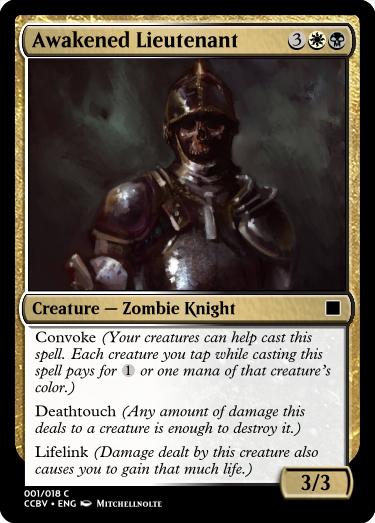 Awakened Lieutenant 3
Creature — Zombie Knight
Convoke (Your creatures can help cast this
spell. Each creature you tap while casting this
spell pays for 1 or one mana of that creature's
color.)
Deathtouch (Any amount of damage this
deals to a creature is enough to destroy it.)
Lifelink (Damage dealt by this creature also
causes you to gain that much life.)
3/3
001/018 C
CCBV • ENG Mitchellnolte